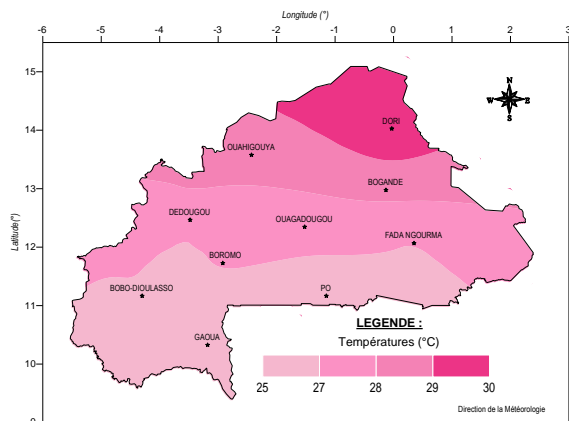 Longitude (°)
-6 -5 -4 -3 -2 -1 0 1 2 3
Latitude(°)
15
14
13
12
11
10
9
N
W E
S
DORI
OUAHIGOUYA
BOGANDE
DEDOUGOU
OUAGADOUGOU
FADA NGOURMA
BOROMO
BOBO-DIOULASSO
PO
GAOUA
LEGENDE :
Températures (°C)
25 27 28 29 30
Direction de la Météorologie